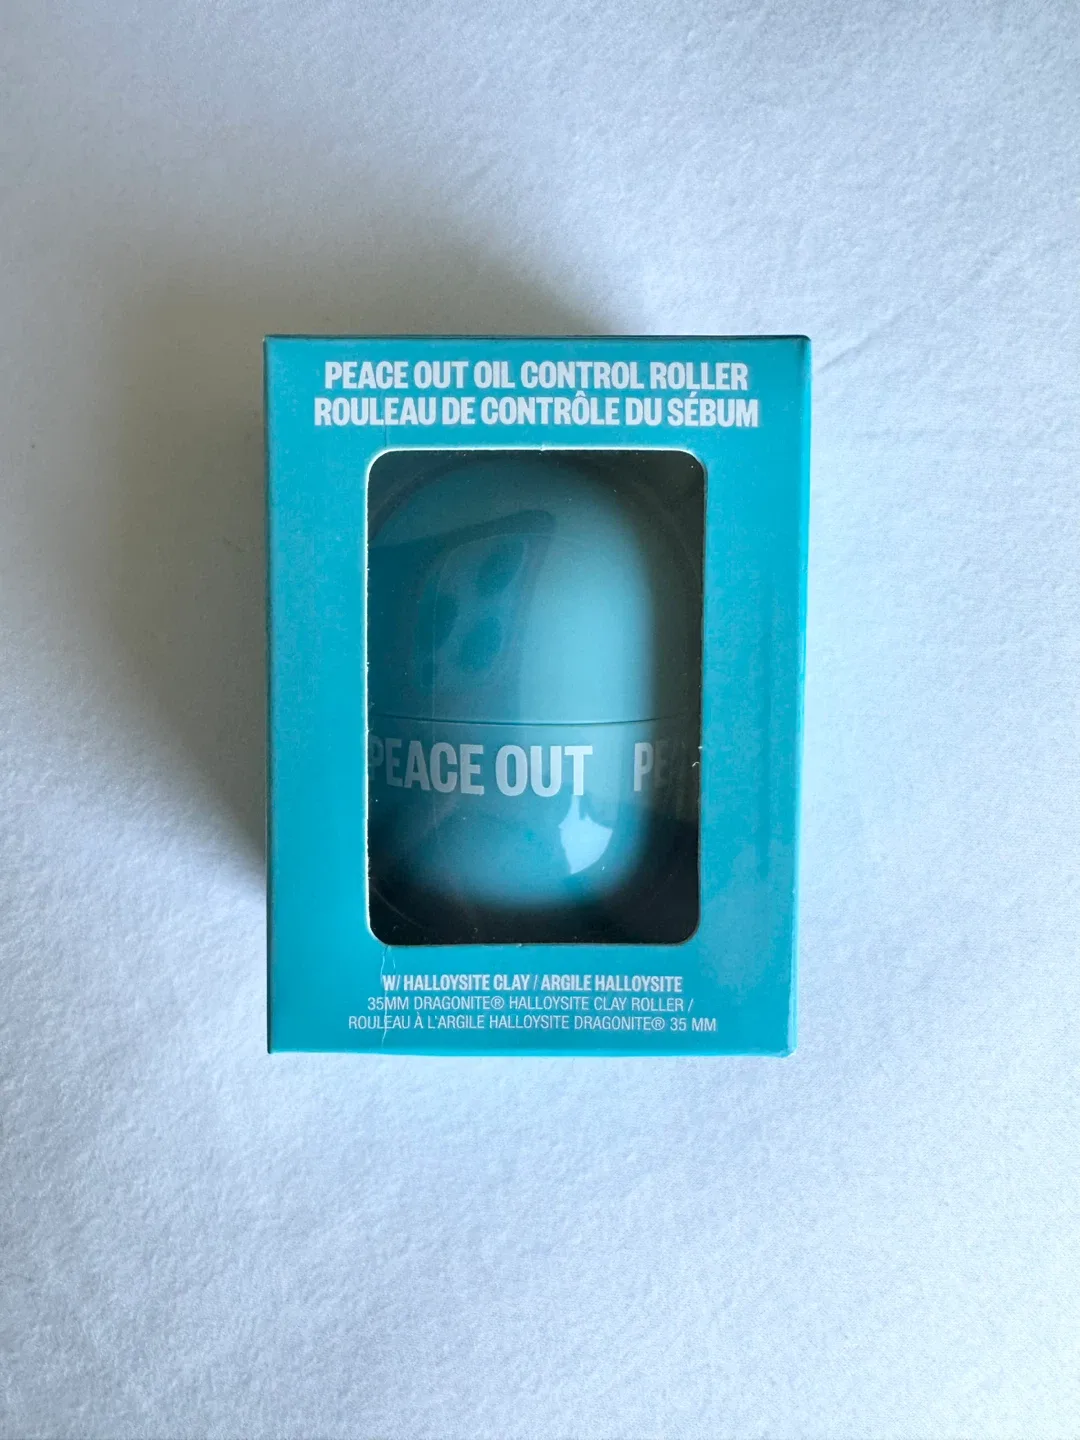 PEACE OUT OIL CONTROL ROLLER
ROULEAU DE CONTRÔLE DU SÉBUM
PEACE OUT PE
W/ HALLOYSITE CLAY / ARGILE HALLOYSITE
35MM DRAGONITE® HALLOYSITE CLAY ROLLER /
ROULEAU À L'ARGILE HALLOYSITE DRAGONITE® 35 MM